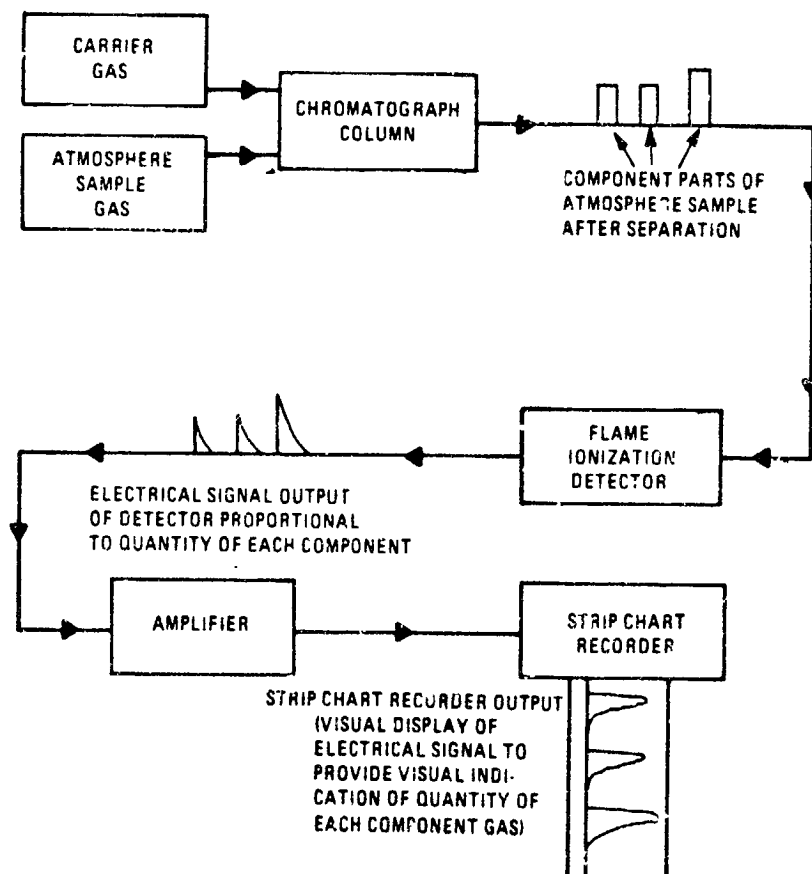 CARRIER
GAS
CHROMATOGRAPH
COLUMN
ATMOSPHERE
SAMPLE
GAS
COMPONENT PARTS OF
ATMOSPHERE SAMPLE
AFTER SEPARATION
FLAME
IONIZATION
DETECTOR
ELECTRICAL SIGNAL OUTPUT
OF DETECTOR PROPORTIONAL
TO QUANTITY OF EACH COMPONENT
AMPLIFIER
STRIP CHART
RECORDER
STRIP CHART RECORDER OUTPUT
(VISUAL DISPLAY OF
ELECTRICAL SIGNAL TO
PROVIDE VISUAL INDI-
CATION OF QUANTITY OF
EACH COMPONENT GAS)